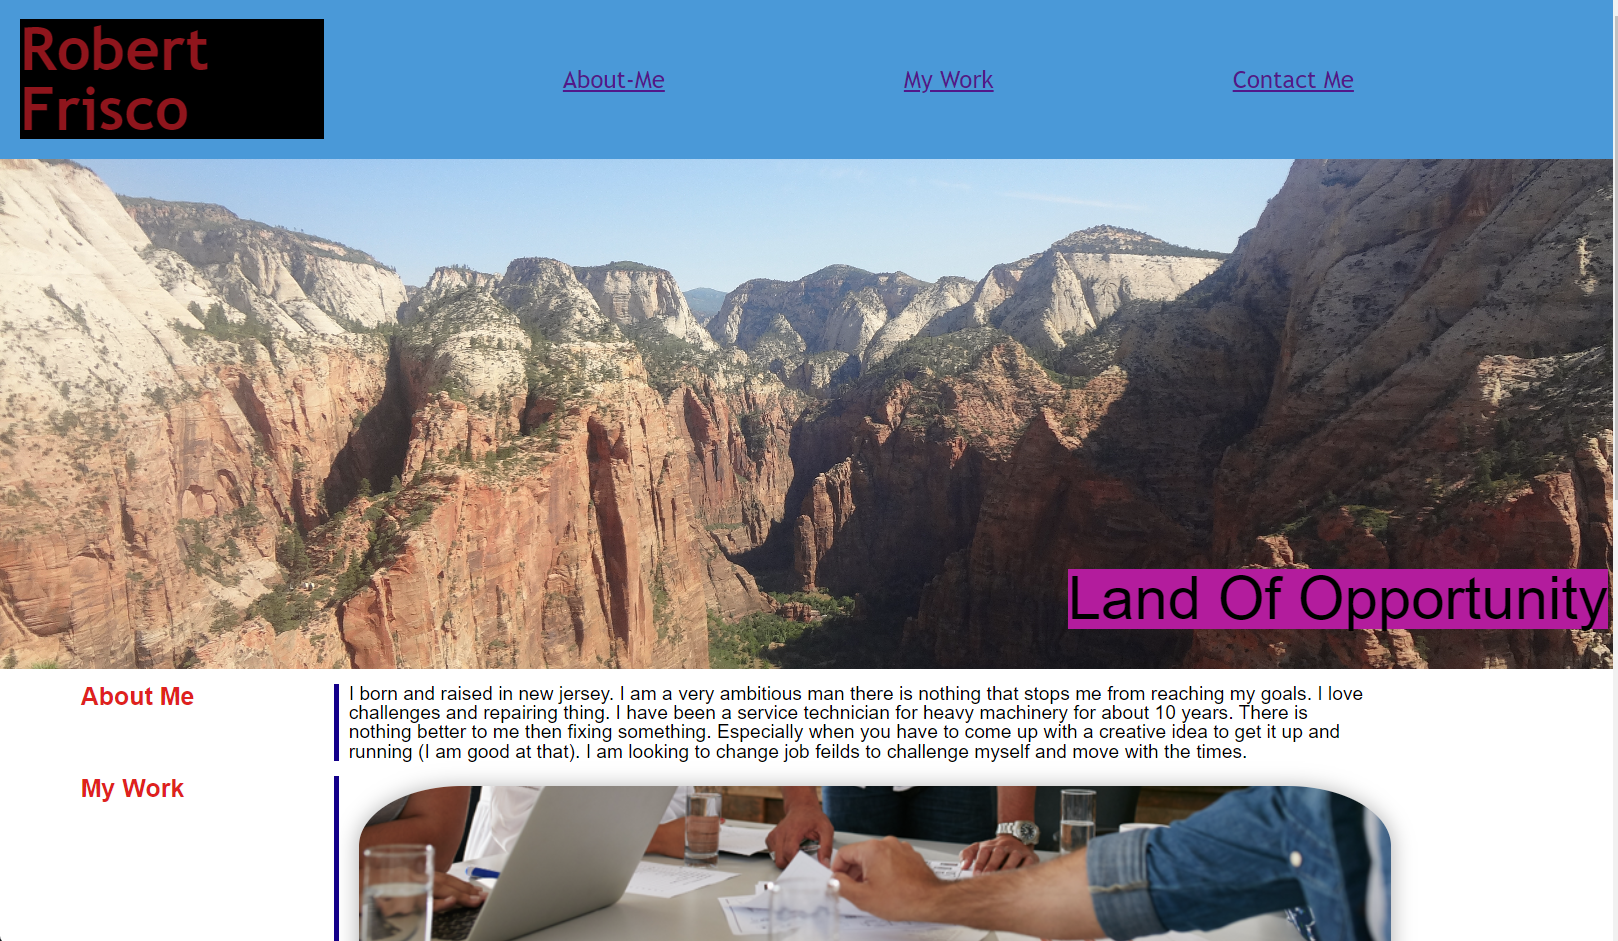 Robert
Frisco
About-Me
My Work
Contact Me
Land Of Opportunity
About Me
I born and raised in new jersey. I am a very ambitious man there is nothing that stops me from reaching my goals. I love
challenges and repairing thing. I have been a service technician for heavy machinery for about 10 years. There is
nothing better to me then fixing something. Especially when you have to come up with a creative idea to get it up and
running (I am good at that). I am looking to change job feilds to challenge myself and move with the times.
My Work